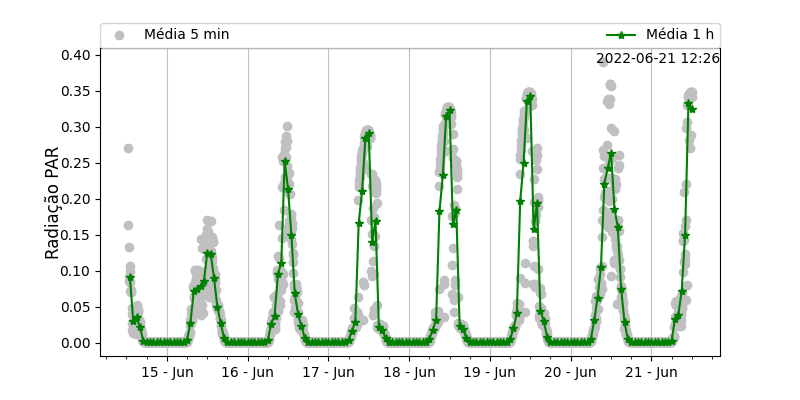 Média 5 min
Média 1 h
2022-06-21 12:26
Radiação PAR
0.40
0.35
0.30
0.25
0.20
0.15
0.10
0.05
0.00
15 - Jun
16 - Jun
17 - Jun
18 - Jun
19 - Jun
20 - Jun
21 - Jun